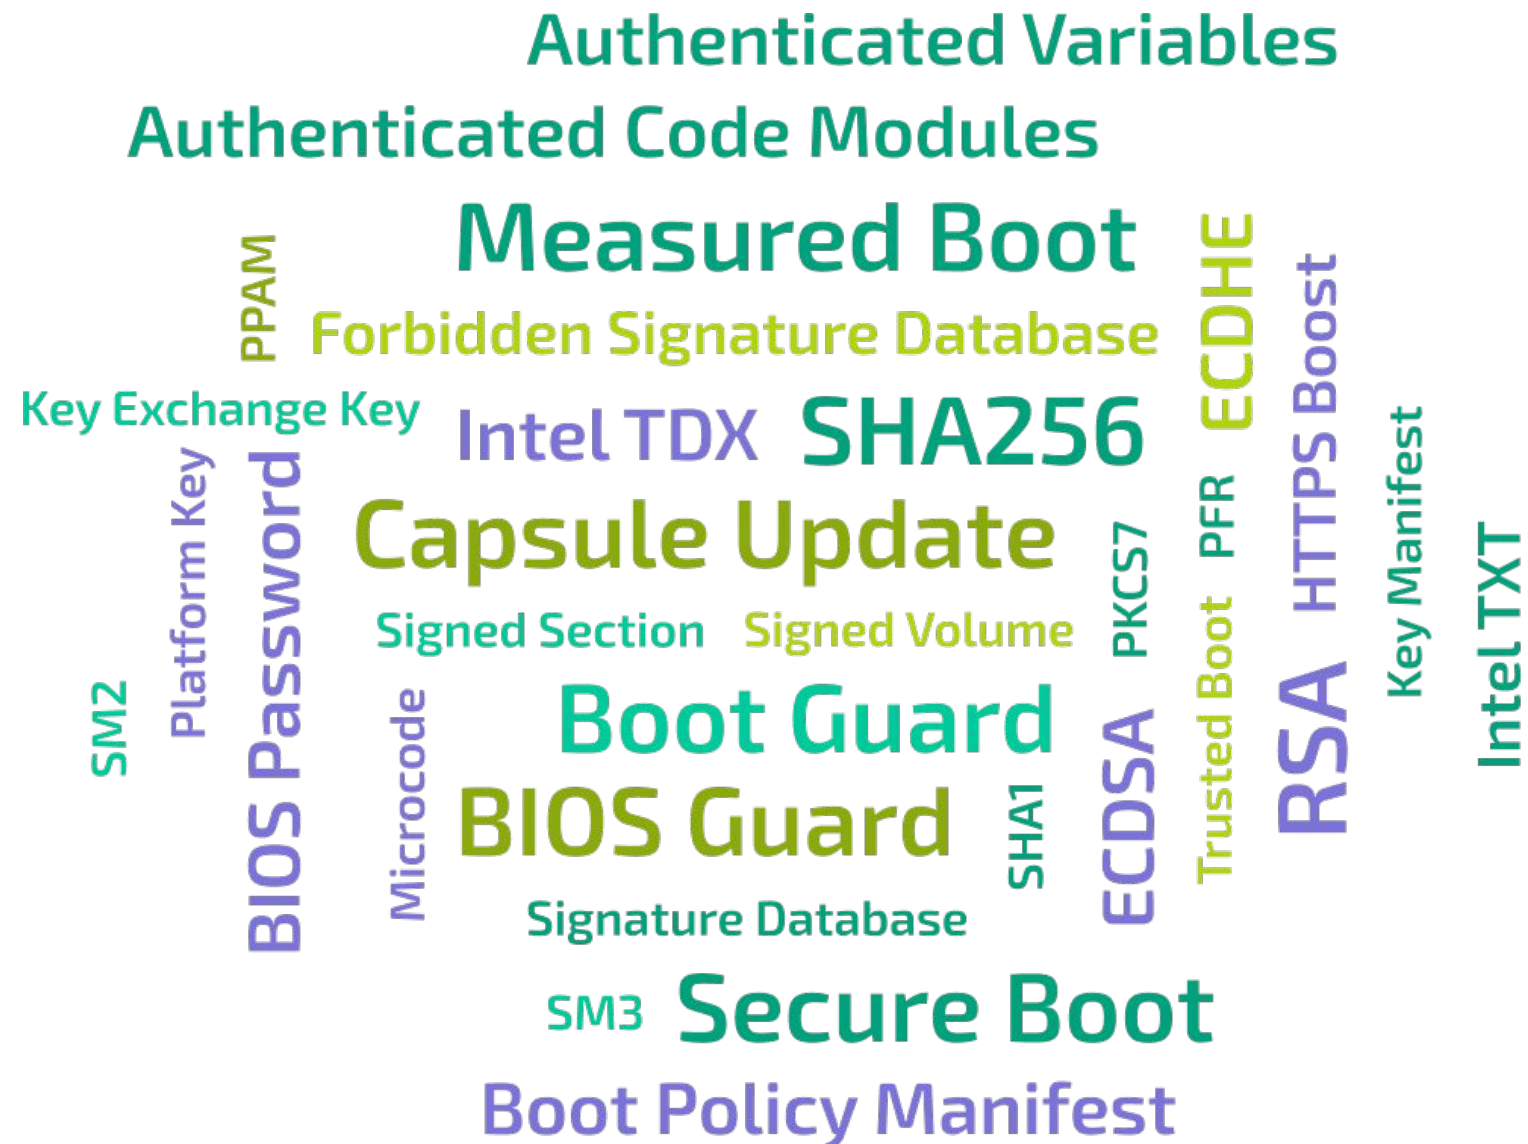 Authenticated Variables
Authenticated Code Modules
Measured Boot
PPAM
ECDHE
HTTPS Boost
Forbidden Signature Database
Key Exchange Key
Intel TDX
SHA256
Key Manifest
Platform Key
BIOS Password
Capsule Update
PKCS7
PFR
Intel TXT
Signed Section
Signed Volume
Trusted Boot
SM2
Microcode
Boot Guard
ECDSA
RSA
BIOS Guard
SHA1
Signature Database
SM3
Secure Boot
Boot Policy Manifest